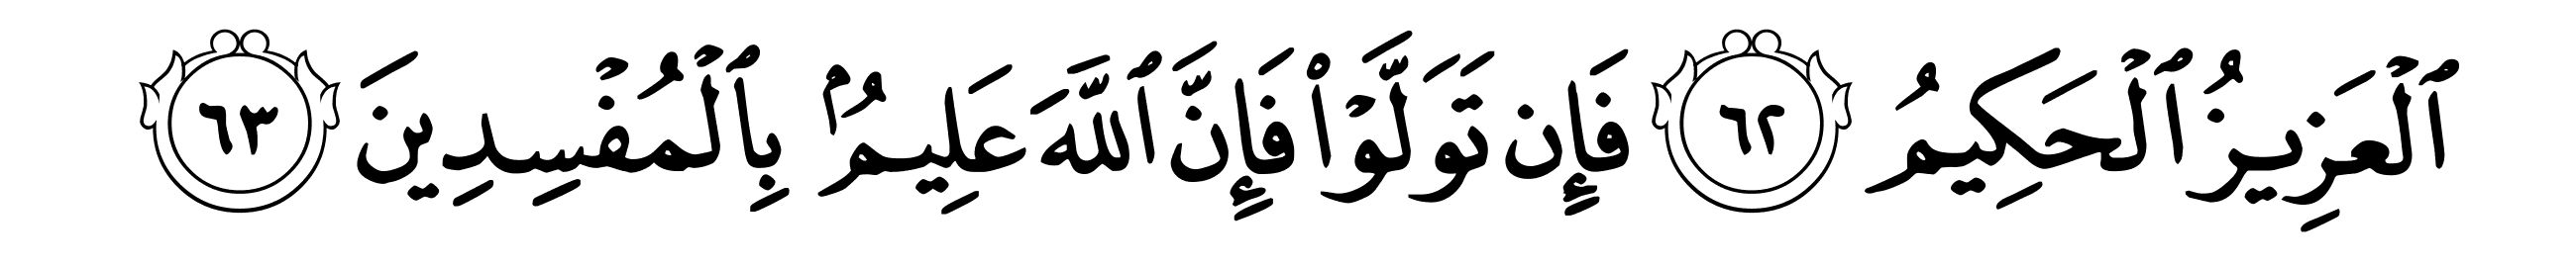 ٱلْعَزِيزُ ٱلْحَكِيمُ ٦٢ فَإِن تَوَلَّوْا۟ فَإِنَّ ٱللَّهَ عَلِيمٌۢ بِٱلْمُفْسِدِينَ ٦٣